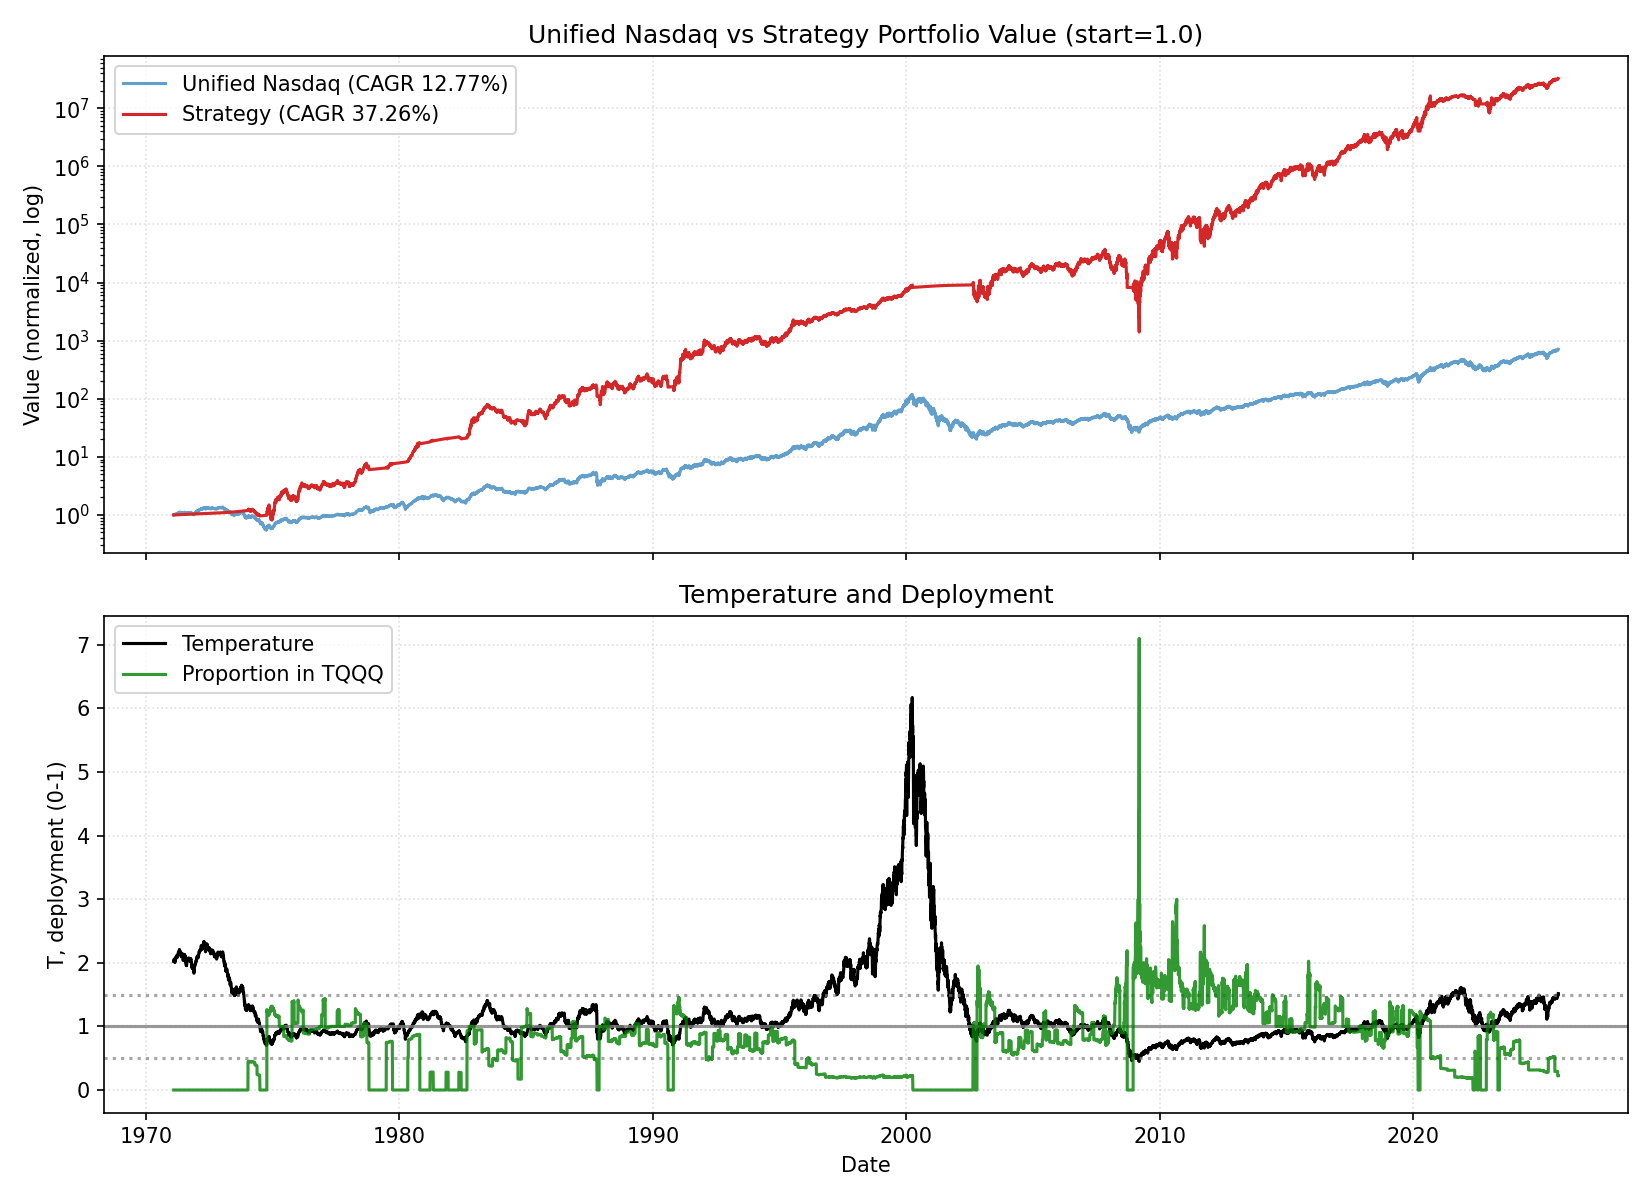 Unified Nasdaq vs Strategy Portfolio Value (start=1.0)
Unified Nasdaq (CAGR 12.77%)
Strategy (CAGR 37.26%)
Value (normalized, log)
10^7
10^6
10^5
10^4
10^3
10^2
10^1
10^0
Temperature and Deployment
Temperature
Proportion in TQQQ
T, deployment (0-1)
7
6
5
4
3
2
1
0
1970 1980 1990 2000 2010 2020
Date